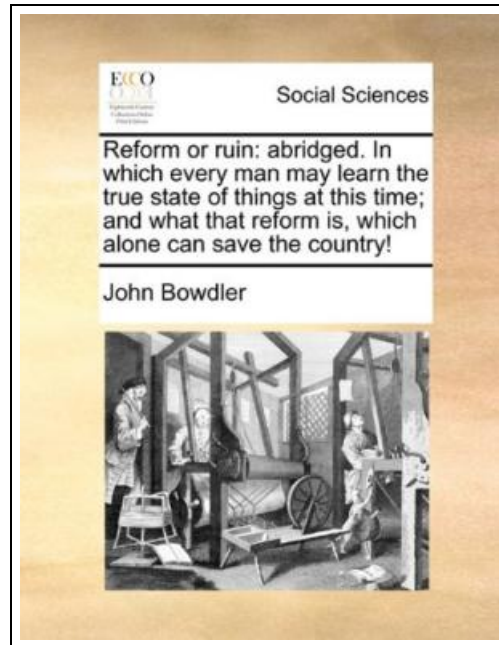 ECCO
Social Sciences
Reform or ruin: abridged. In
which every man may learn the
true state of things at this time;
and what that reform is, which
alone can save the country!
John Bowdler